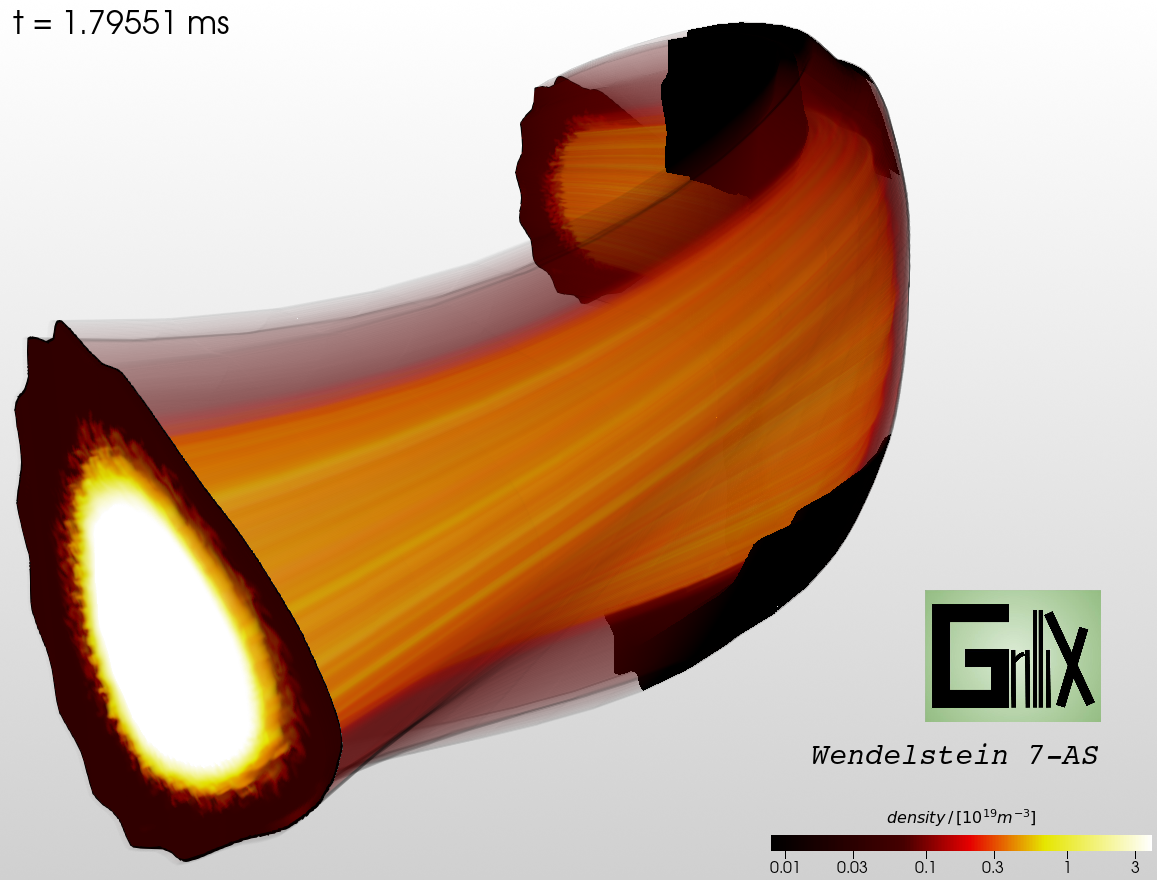 t = 1.79551 ms
GrilliX
Wendelstein 7-AS
density / [10¹⁹m⁻³]
0.01 0.03 0.1 0.3 1 3